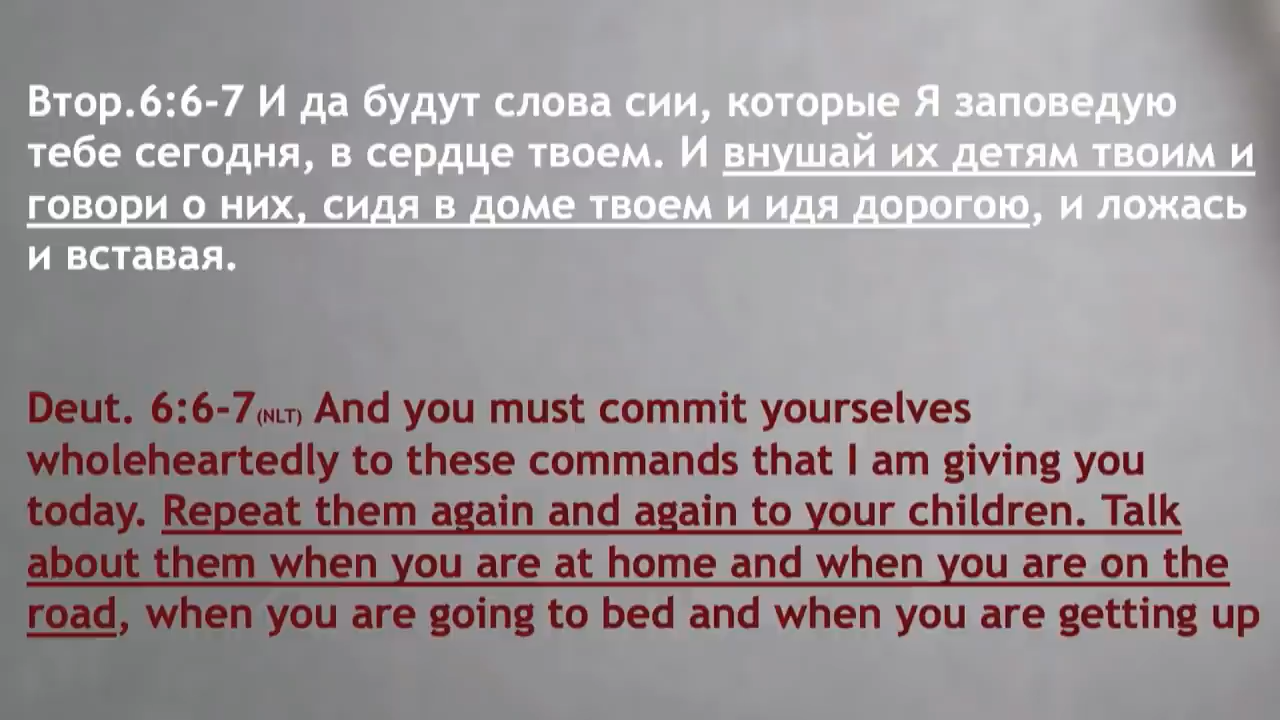 Втор.6:6-7 И да будут слова сии, которые Я заповедую
тебе сегодня, в сердце твоем. И внушай их детям твоим и
говори о них, сидя в доме твоем и идя дорогою, и ложась
и вставая.
Deut. 6:6-7(NLT) And you must commit yourselves
wholeheartedly to these commands that I am giving you
today. Repeat them again and again to your children. Talk
about them when you are at home and when you are on the
road, when you are going to bed and when you are getting up